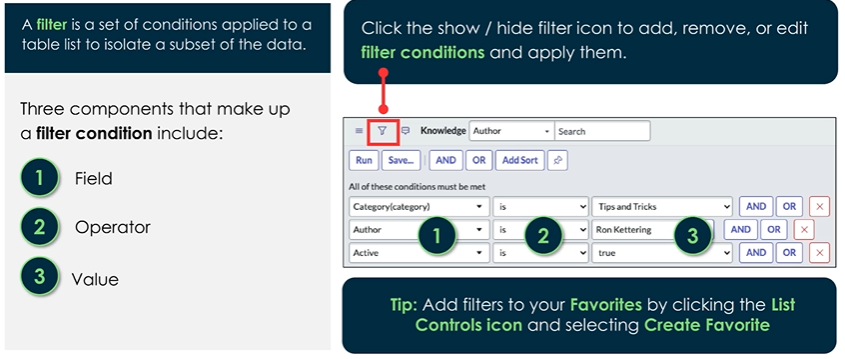 A filter is a set of conditions applied to a
table list to isolate a subset of the data.
Three components that make up
a filter condition include:
1 Field
2 Operator
3 Value
Click the show / hide filter icon to add, remove, or edit
filter conditions and apply them.
Knowledge Author Search
Run Save... AND OR Add Sort
All of these conditions must be met
Category(category) is Tips and Tricks AND OR
Author 1 is 2 Ron Kettering 3 AND OR
Active is true AND OR
Tip: Add filters to your Favorites by clicking the List
Controls icon and selecting Create Favorite